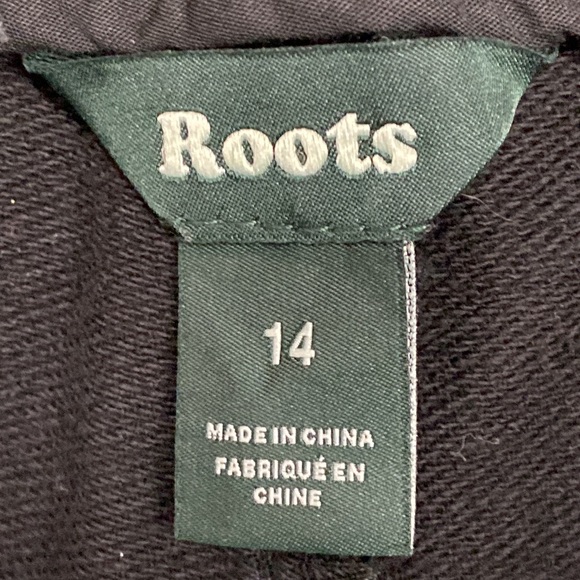 Roots
14
MADE IN CHINA
FABRIQUÉ EN
CHINE